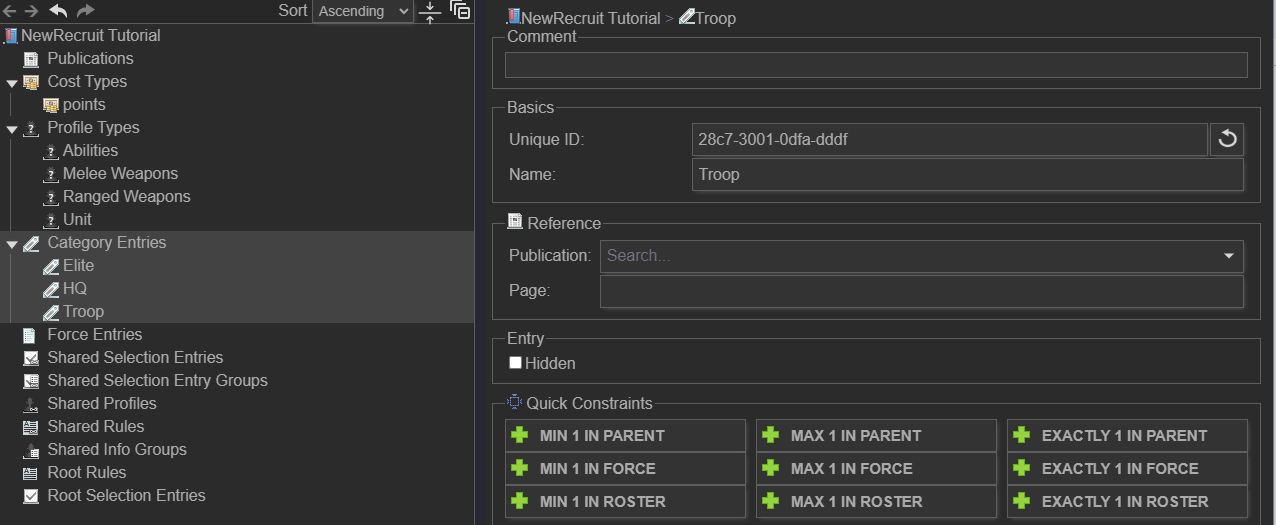 Sort Ascending
NewRecruit Tutorial
Publications
Cost Types
points
Profile Types
Abilities
Melee Weapons
Ranged Weapons
Unit
Category Entries
Elite
HQ
Troop
Force Entries
Shared Selection Entries
Shared Selection Entry Groups
Shared Profiles
Shared Rules
Shared Info Groups
Root Rules
Root Selection Entries
NewRecruit Tutorial > Troop
Comment
Basics
Unique ID: 28c7-3001-0dfa-dddf
Name: Troop
Reference
Publication: Search...
Page:
Entry
Hidden
Quick Constraints
MIN 1 IN PARENT MAX 1 IN PARENT EXACTLY 1 IN PARENT
MIN 1 IN FORCE MAX 1 IN FORCE EXACTLY 1 IN FORCE
MIN 1 IN ROSTER MAX 1 IN ROSTER EXACTLY 1 IN ROSTER